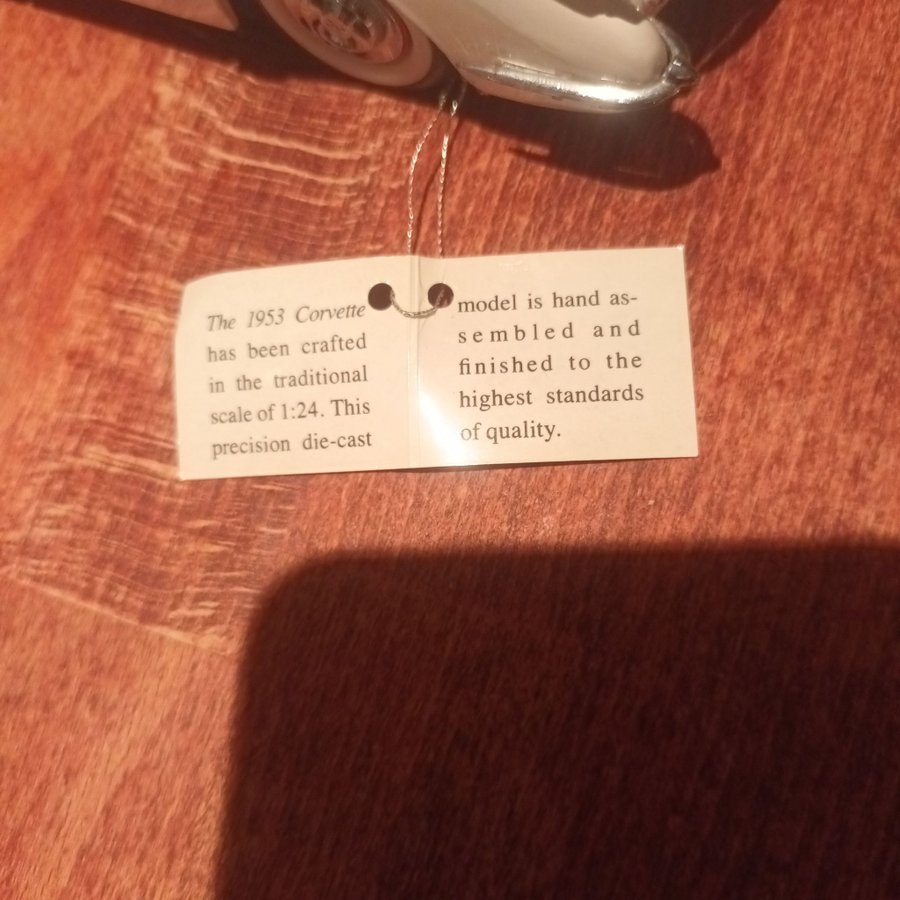 The 1953 Corvette
has been crafted
in the traditional
scale of 1:24. This
precision die-cast
model is hand as-
sembled and
finished to the
highest standards
of quality.